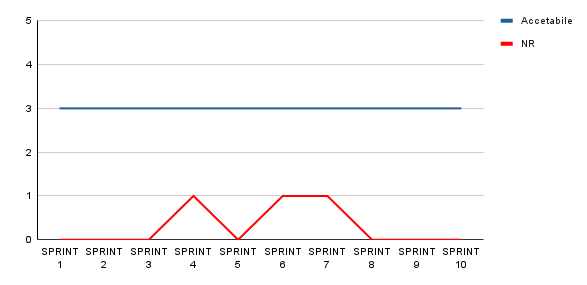 5
4
3
2
1
0
SPRINT 1
SPRINT 2
SPRINT 3
SPRINT 4
SPRINT 5
SPRINT 6
SPRINT 7
SPRINT 8
SPRINT 9
SPRINT 10
Accetabile
NR